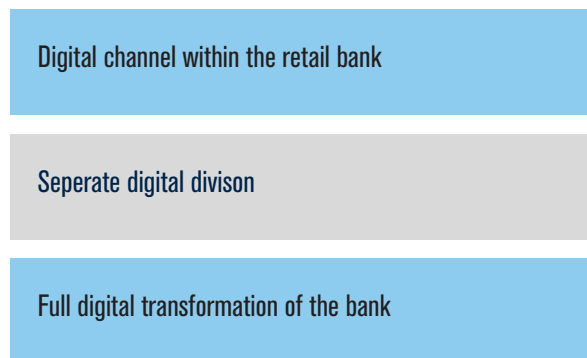 Digital channel within the retail bank
Seperate digital divison
Full digital transformation of the bank